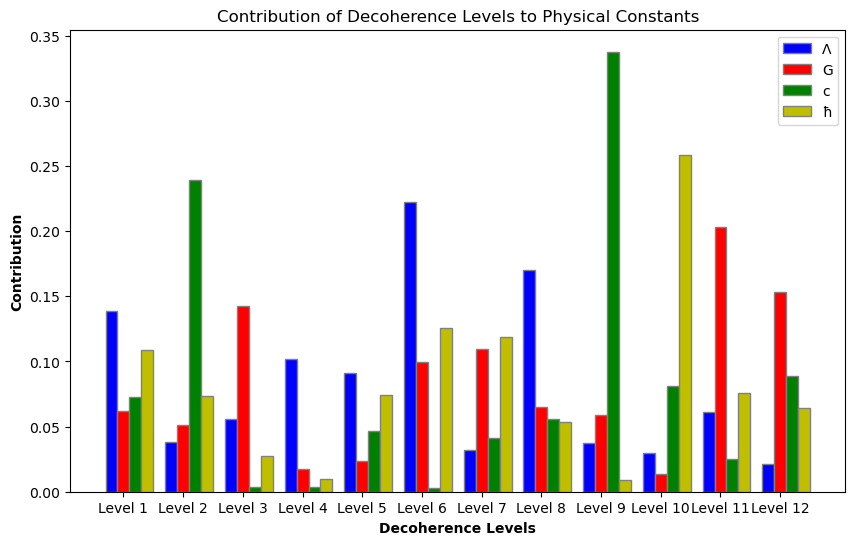 Contribution of Decoherence Levels to Physical Constants
0.35
0.30
0.25
0.20
0.15
0.10
0.05
0.00
Contribution
Λ
G
c
ħ
Level 1 Level 2 Level 3 Level 4 Level 5 Level 6 Level 7 Level 8 Level 9 Level 10 Level 11 Level 12
Decoherence Levels